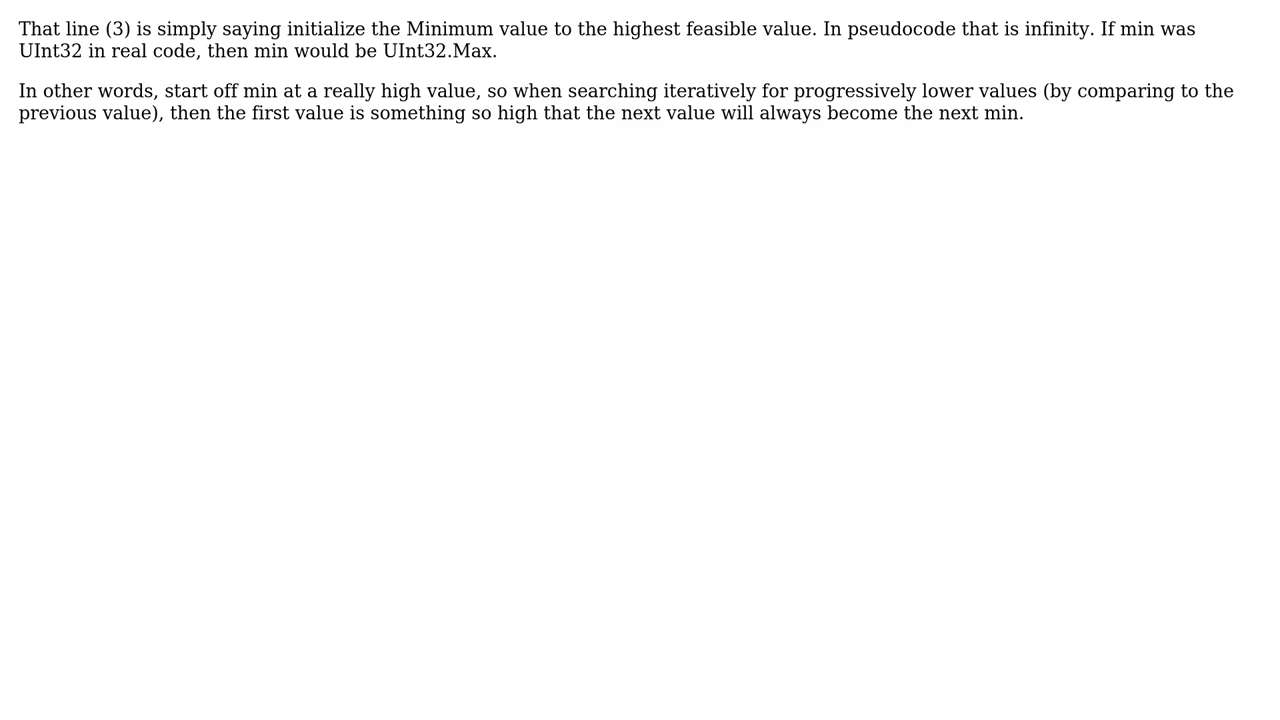 That line (3) is simply saying initialize the Minimum value to the highest feasible value. In pseudocode that is infinity. If min was
UInt32 in real code, then min would be UInt32.Max.
In other words, start off min at a really high value, so when searching iteratively for progressively lower values (by comparing to the
previous value), then the first value is something so high that the next value will always become the next min.